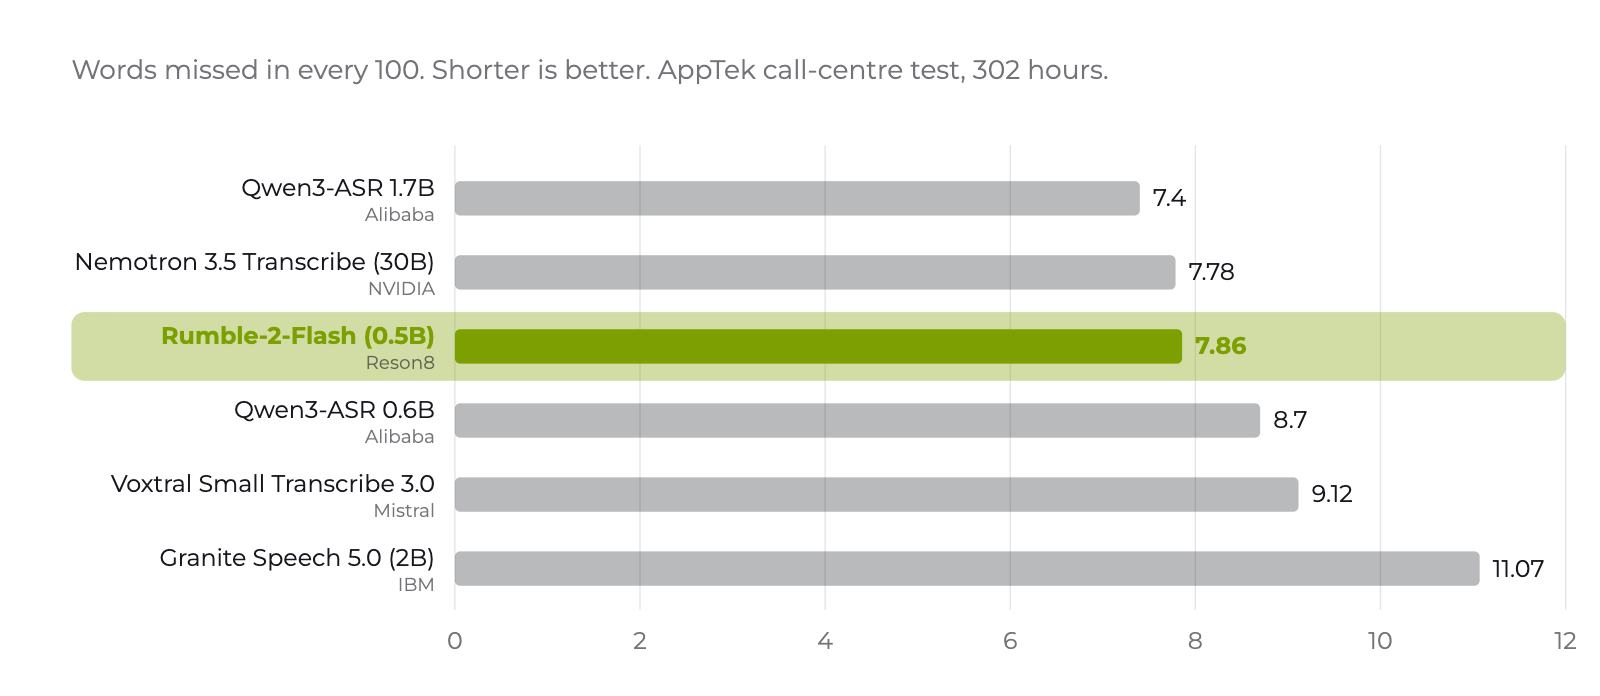 Words missed in every 100. Shorter is better. AppTek call-centre test, 302 hours.
Qwen3-ASR 1.7B
Alibaba
7.4
Nemotron 3.5 Transcribe (30B)
NVIDIA
7.78
Rumble-2-Flash (0.5B)
Reson8
7.86
Qwen3-ASR 0.6B
Alibaba
8.7
Voxtral Small Transcribe 3.0
Mistral
9.12
Granite Speech 5.0 (2B)
IBM
11.07
0 2 4 6 8 10 12